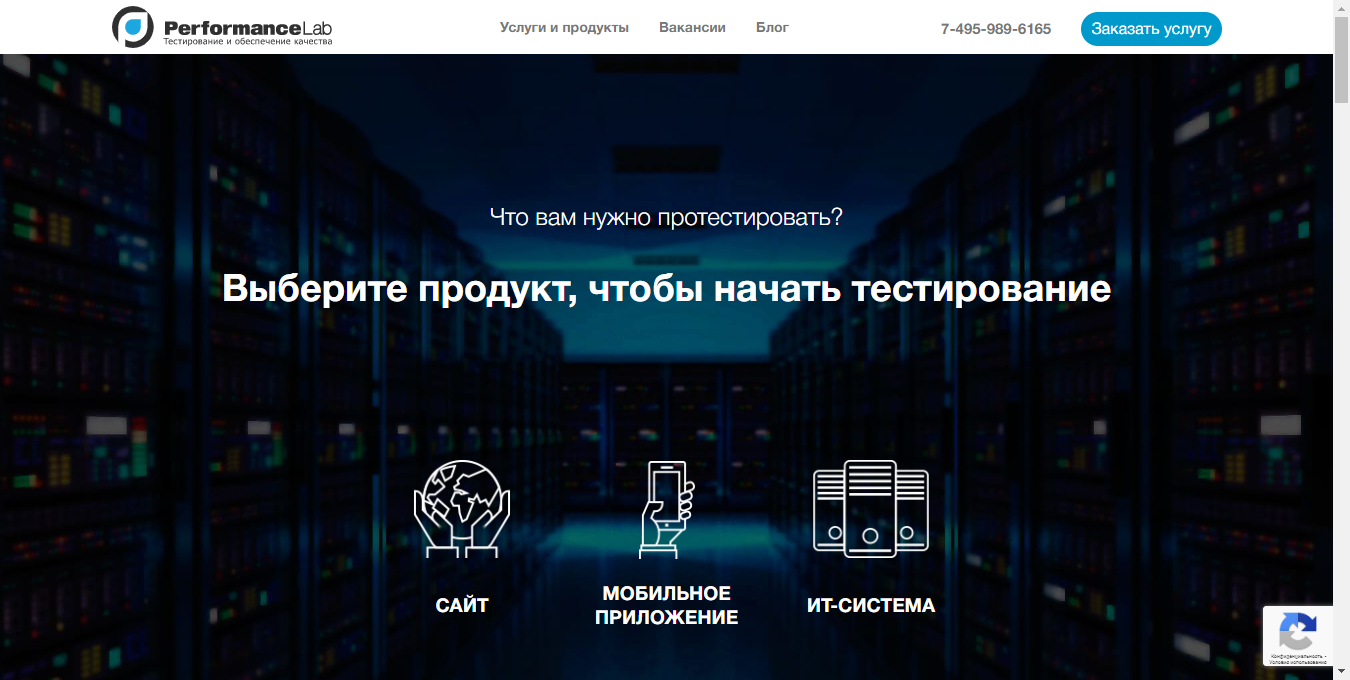 PerformanceLab
Тестирование и обеспечение качества
Услуги и продукты
Вакансии
Блог
7-495-989-6165
Заказать услугу
Что вам нужно протестировать?
Выберите продукт, чтобы начать тестирование
САЙТ
МОБИЛЬНОЕ
ПРИЛОЖЕНИЕ
ИТ-СИСТЕМА
Конфиденциальность -
Условия использования